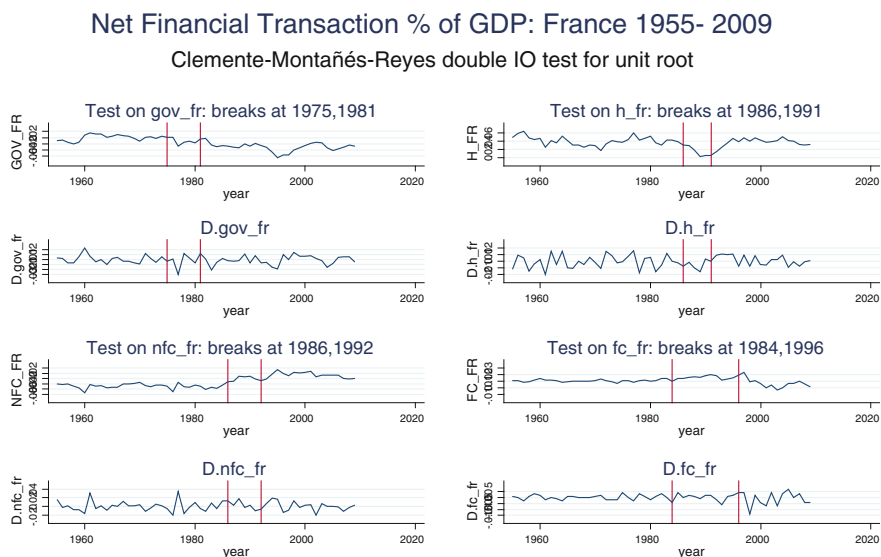 Net Financial Transaction % of GDP: France 1955- 2009
Clemente-Montañés-Reyes double IO test for unit root
Test on gov_fr: breaks at 1975,1981
GOV_FR
1960 1980 2000 2020
year
Test on h_fr: breaks at 1986,1991
H_FR
1960 1980 2000 2020
year
D.gov_fr
D.gov_fr
1960 1980 2000 2020
year
D.h_fr
D.h_fr
1960 1980 2000 2020
year
Test on nfc_fr: breaks at 1986,1992
NFC_FR
1960 1980 2000 2020
year
Test on fc_fr: breaks at 1984,1996
FC_FR
1960 1980 2000 2020
year
D.nfc_fr
D.nfc_fr
1960 1980 2000 2020
year
D.fc_fr
D.fc_fr
1960 1980 2000 2020
year